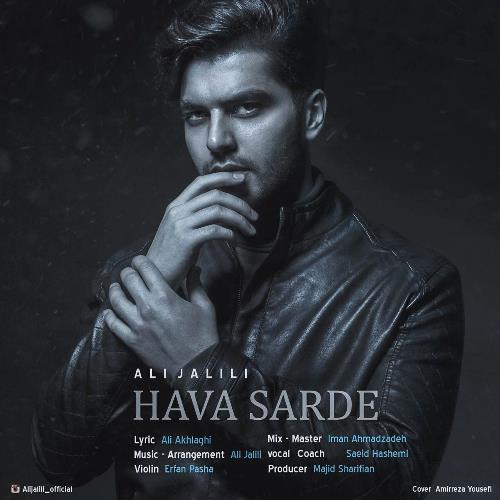 ALI JALILI
HAVA SARDE
Lyric Ali Akhlaghi
Music - Arrangement Ali Jalili
Violin Erfan Pasha
Mix - Master Iman Ahmadzadeh
vocal Coach Saeid Hashemi
Producer Majid Sharifian
Alijalili_official
Cover Amirreza Yousefi